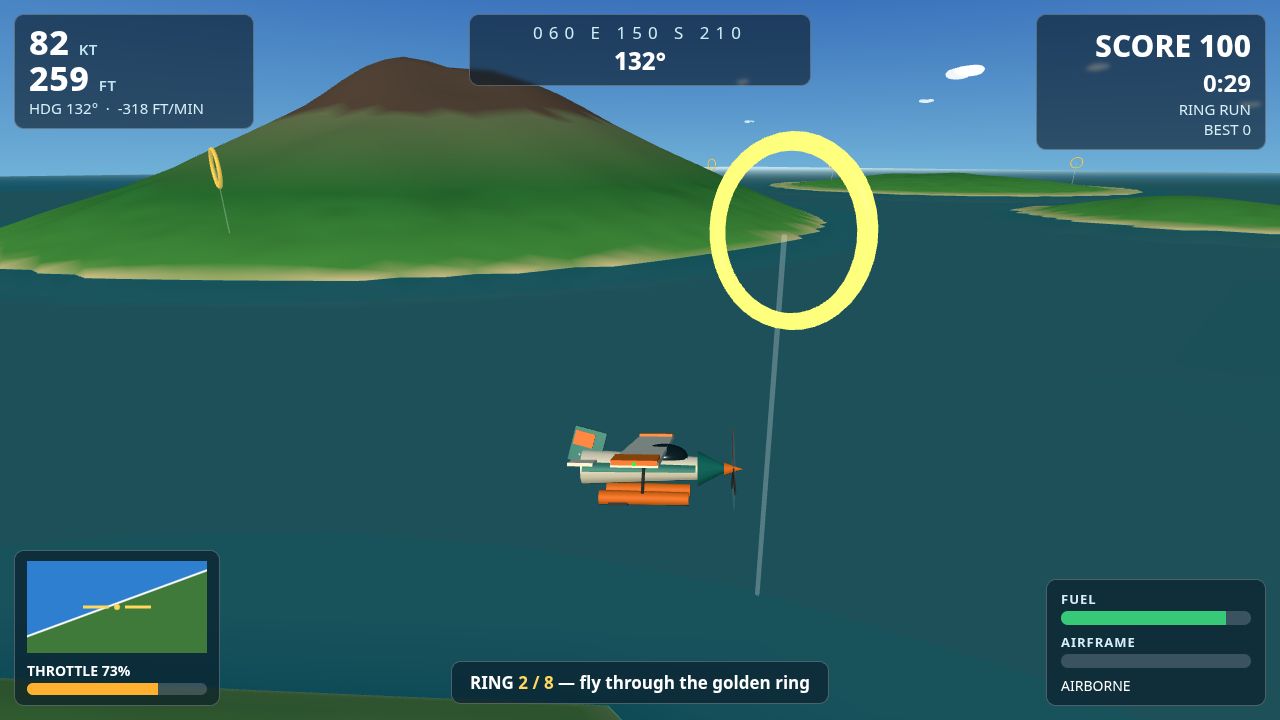 82 KT
259 FT
HDG 132° · -318 FT/MIN
060 E 150 S 210
132°
SCORE 100
0:29
RING RUN
BEST 0
THROTTLE 73%
RING 2 / 8 — fly through the golden ring
FUEL
AIRFRAME
AIRBORNE